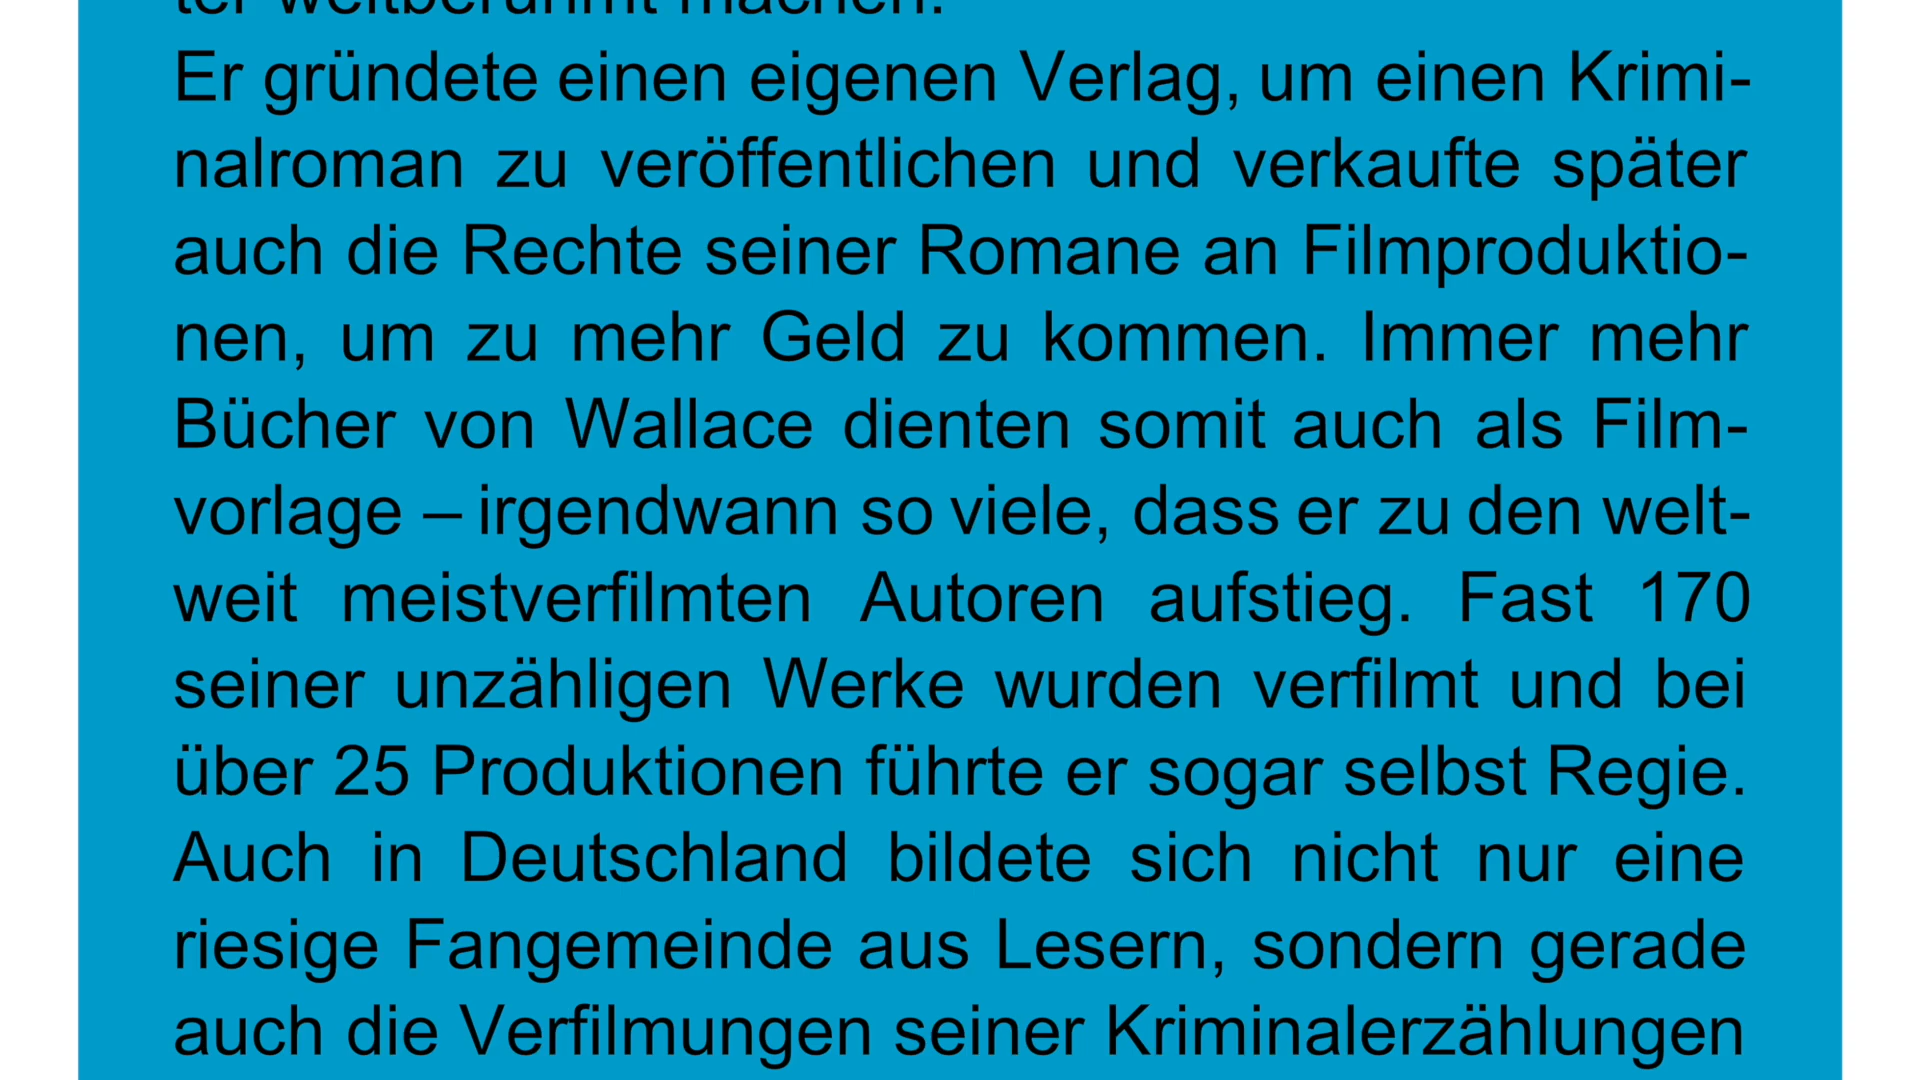 ter weltberühmt machen.
Er gründete einen eigenen Verlag, um einen Krimi-
nalroman zu veröffentlichen und verkaufte später
auch die Rechte seiner Romane an Filmproduktio-
nen, um zu mehr Geld zu kommen. Immer mehr
Bücher von Wallace dienten somit auch als Film-
vorlage – irgendwann so viele, dass er zu den welt-
weit meistverfilmten Autoren aufstieg. Fast 170
seiner unzähligen Werke wurden verfilmt und bei
über 25 Produktionen führte er sogar selbst Regie.
Auch in Deutschland bildete sich nicht nur eine
riesige Fangemeinde aus Lesern, sondern gerade
auch die Verfilmungen seiner Kriminalerzählungen